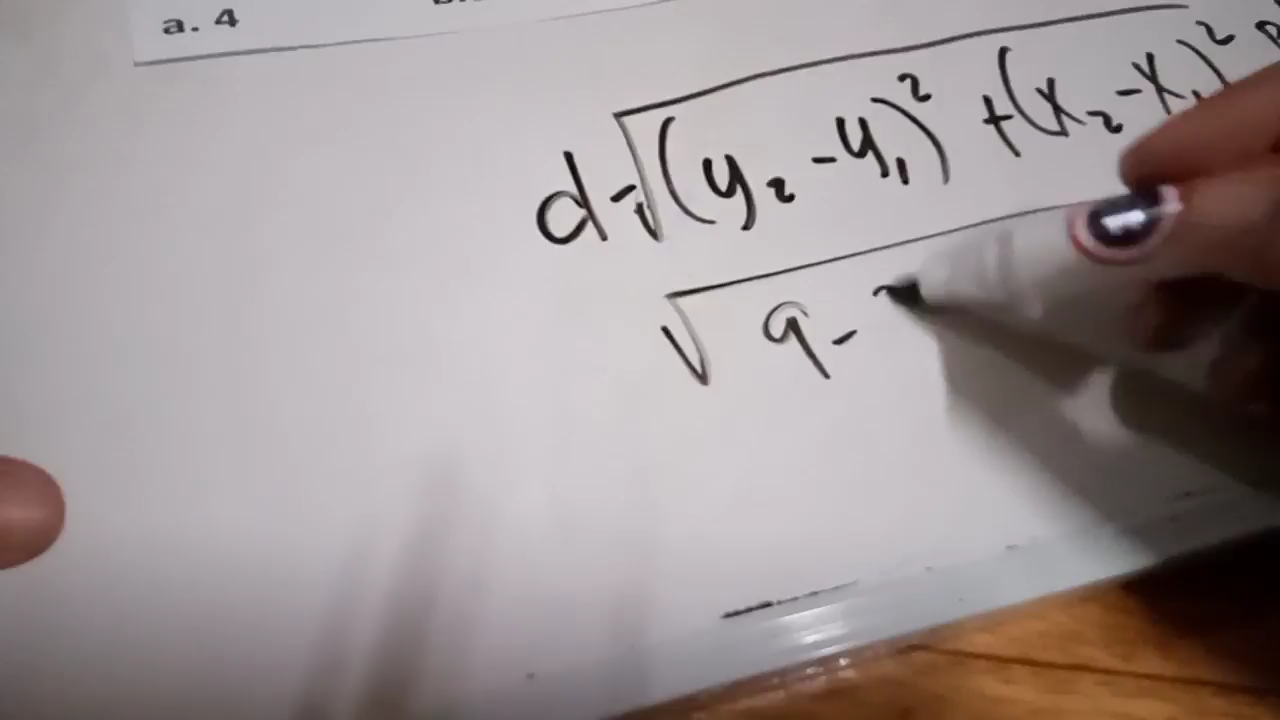 a. 4
d=√(y₂-y₁)² +(x₂-x₁)²
√ 9-